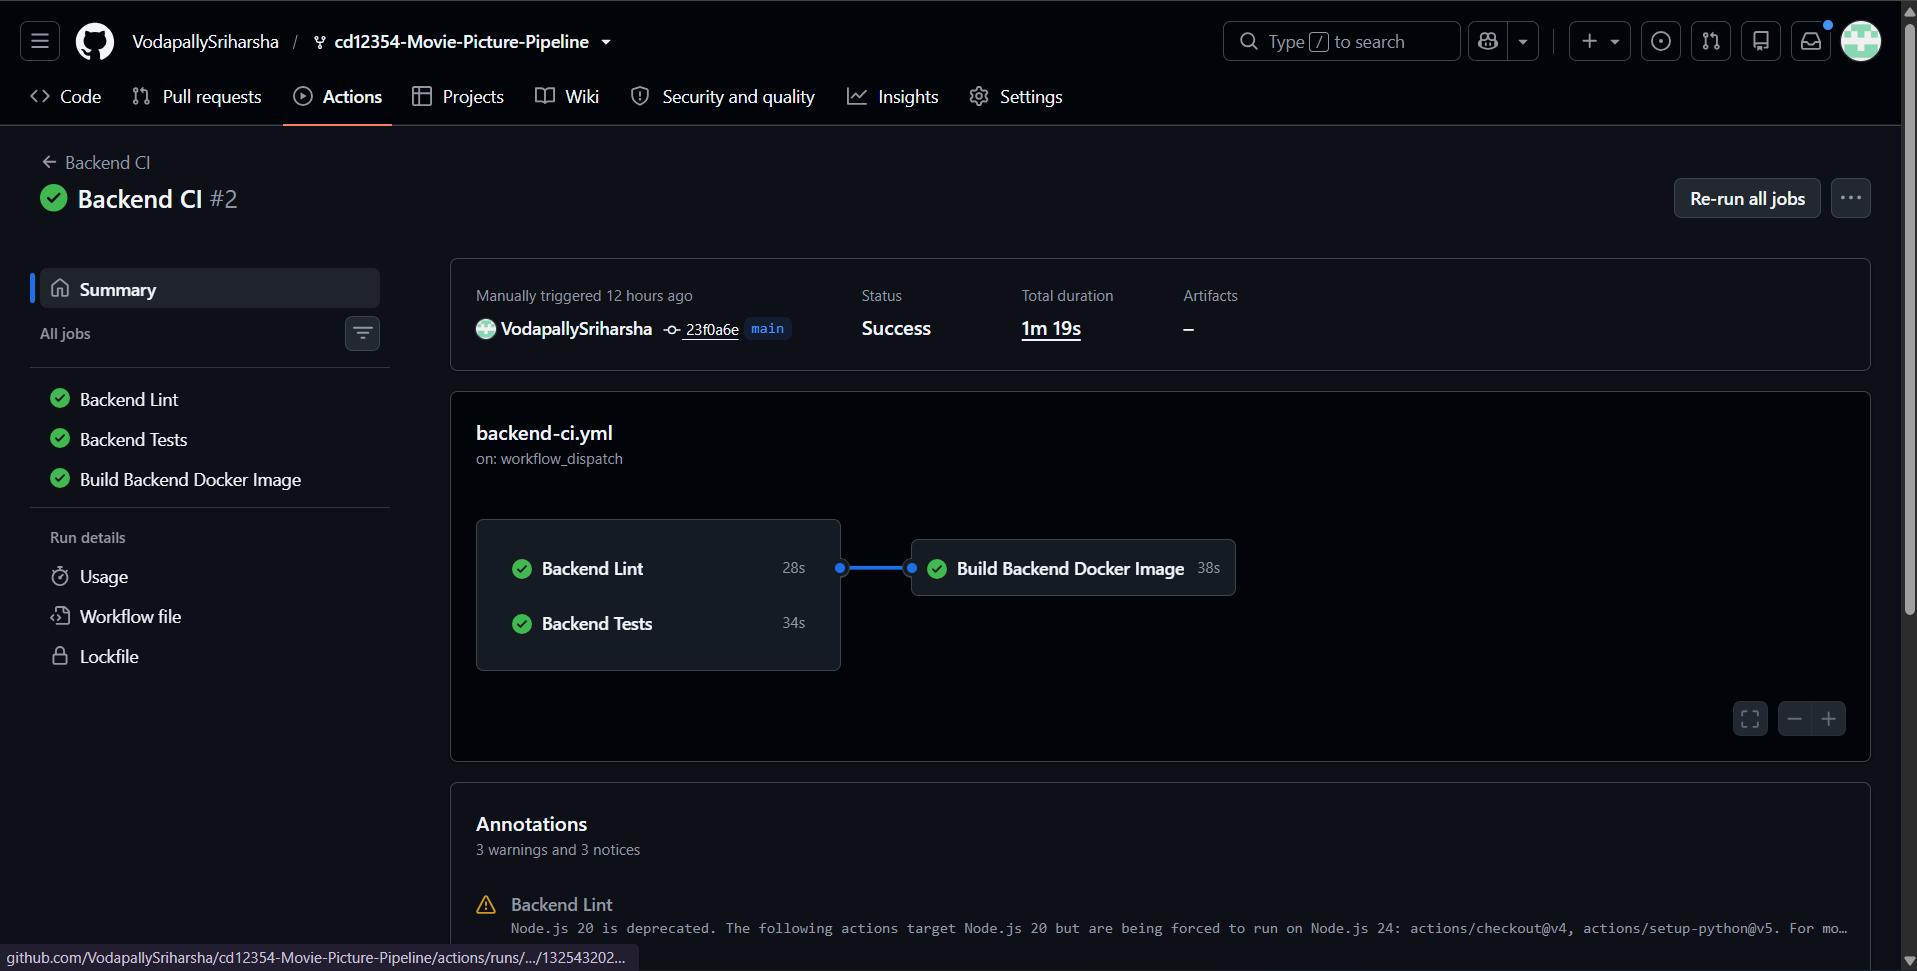 VodapallySriharsha / cd12354-Movie-Picture-Pipeline
Type / to search
Code Pull requests Actions Projects Wiki Security and quality Insights Settings
Backend CI
Backend CI #2
Re-run all jobs
Summary
All jobs
Backend Lint
Backend Tests
Build Backend Docker Image
Run details
Usage
Workflow file
Lockfile
Manually triggered 12 hours ago
VodapallySriharsha 23f0a6e main
Status
Success
Total duration
1m 19s
Artifacts
–
backend-ci.yml
on: workflow_dispatch
Backend Lint 28s
Backend Tests 34s
Build Backend Docker Image 38s
Annotations
3 warnings and 3 notices
Backend Lint
Node.js 20 is deprecated. The following actions target Node.js 20 but are being forced to run on Node.js 24: actions/checkout@v4, actions/setup-python@v5. For mo…
github.com/VodapallySriharsha/cd12354-Movie-Picture-Pipeline/actions/runs/.../132543202...